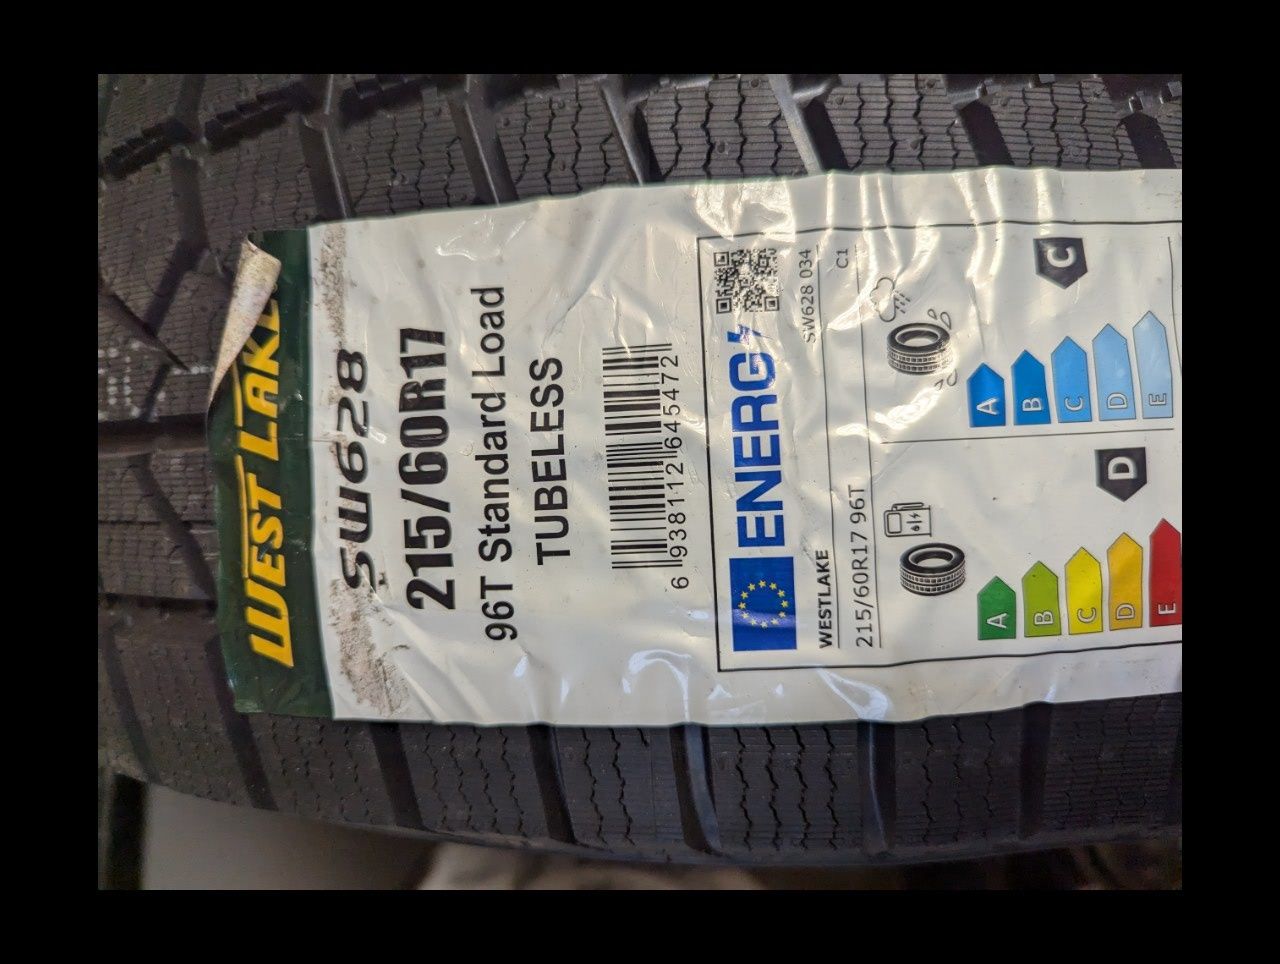 WEST LAKE
SW628
215/60R17
96T Standard Load
TUBELESS
6 938112 645472
ENERG
WESTLAKE
SW628 034
215/60R17 96T
C1
D
A
B
C
D
E
C
A
B
C
D
E